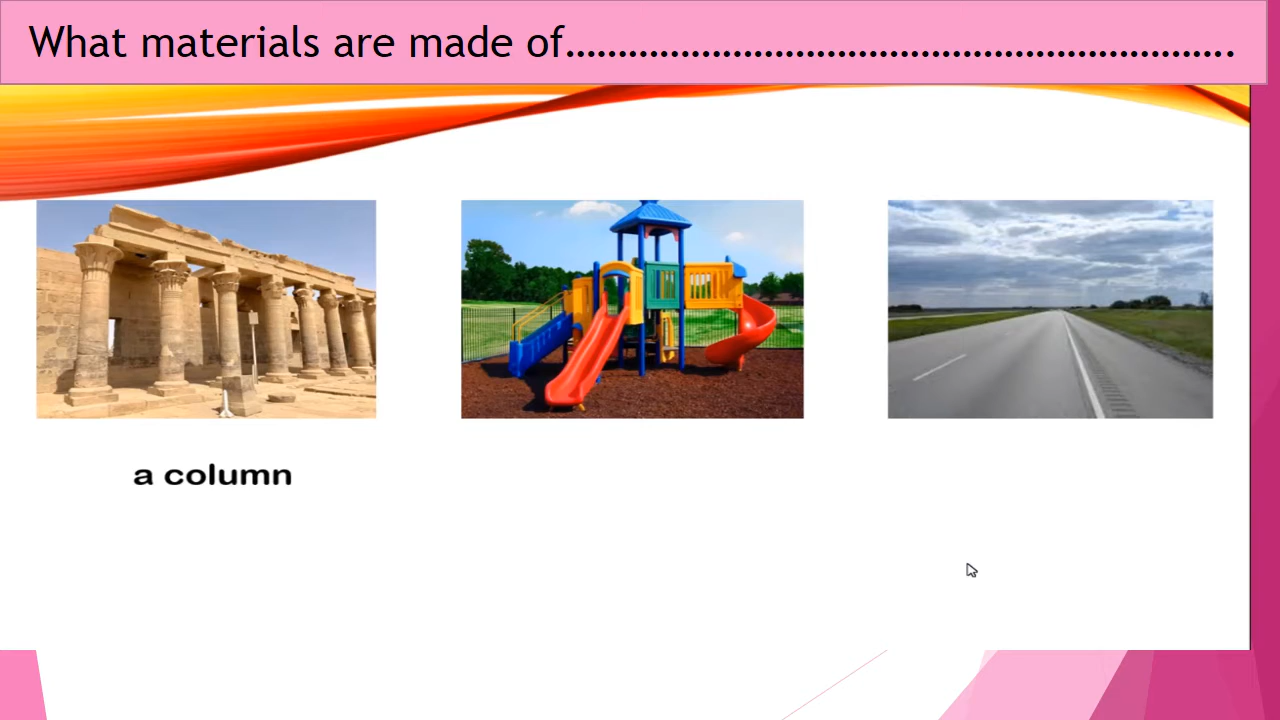 What materials are made of…………………………………………………………..
a column